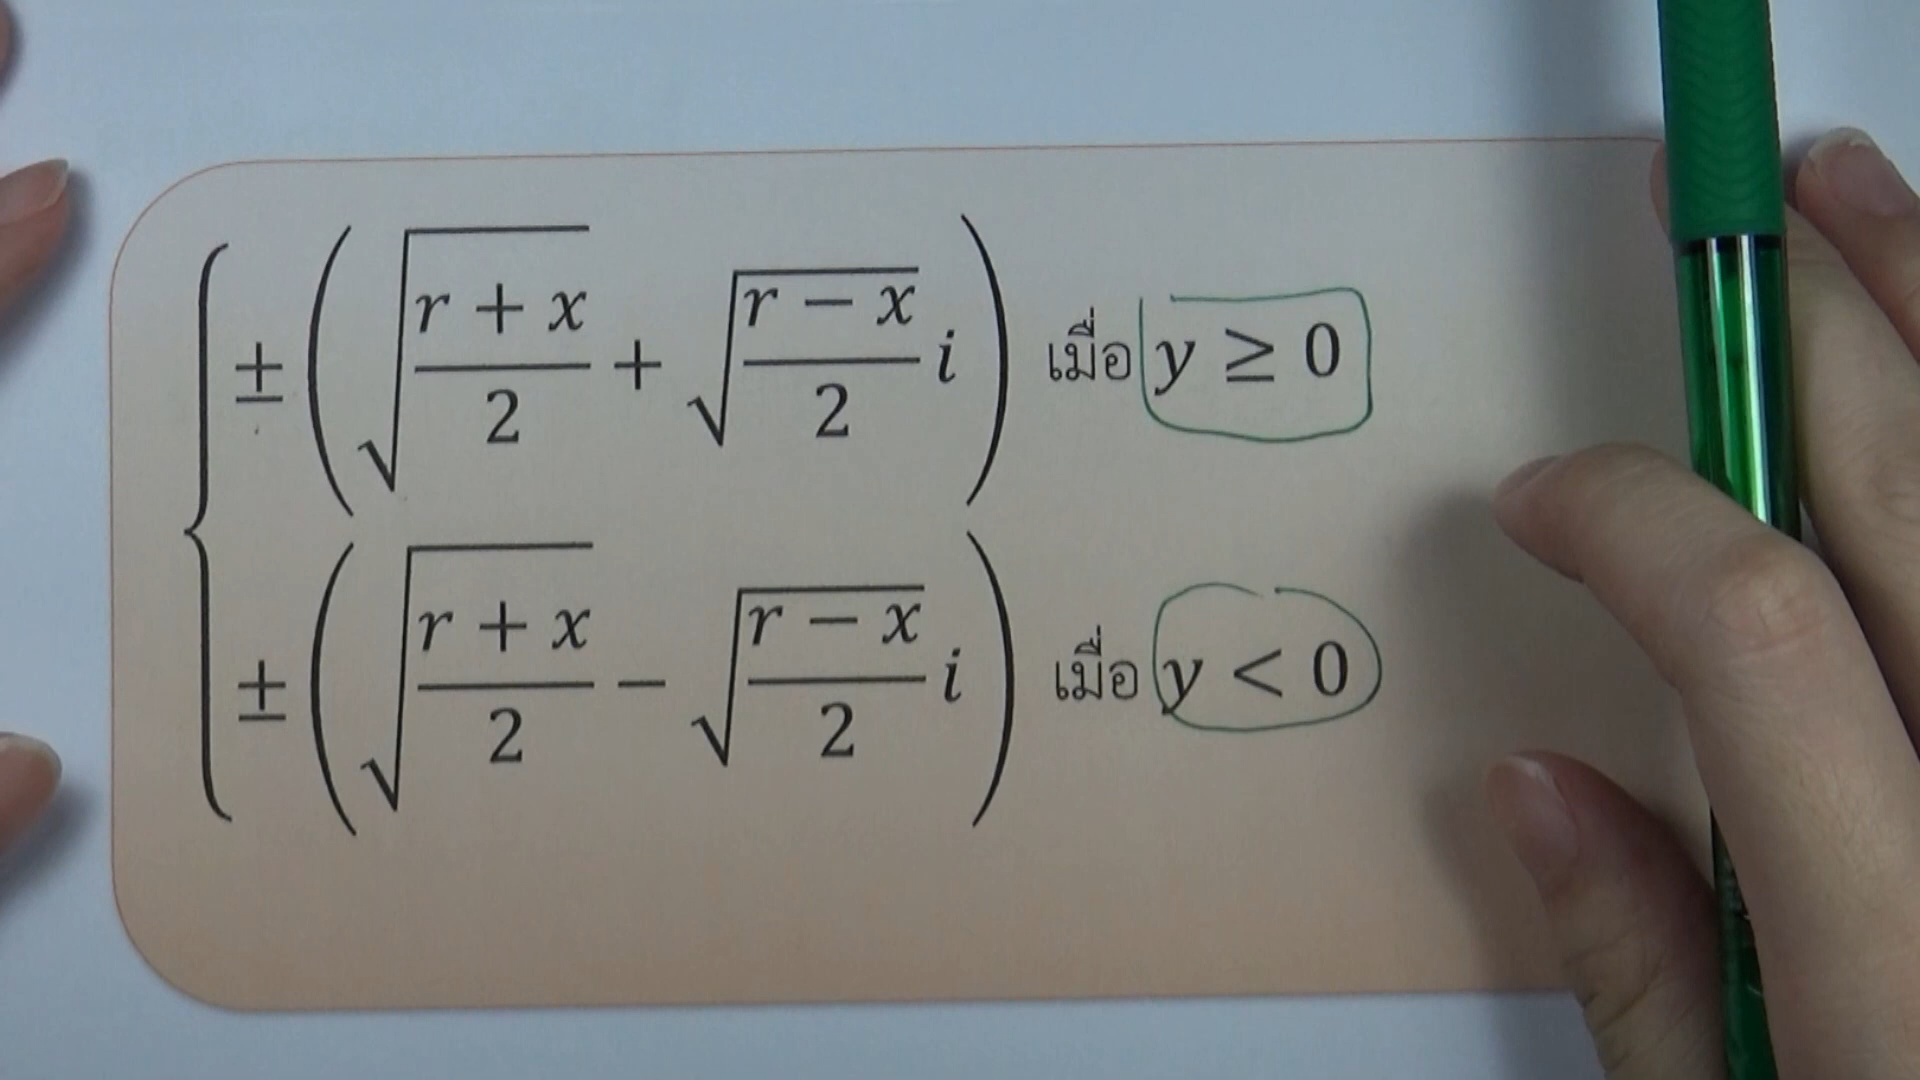 ± ( √((r + x)/2) + √((r − x)/2) i ) เมื่อ y ≥ 0
± ( √((r + x)/2) − √((r − x)/2) i ) เมื่อ y < 0